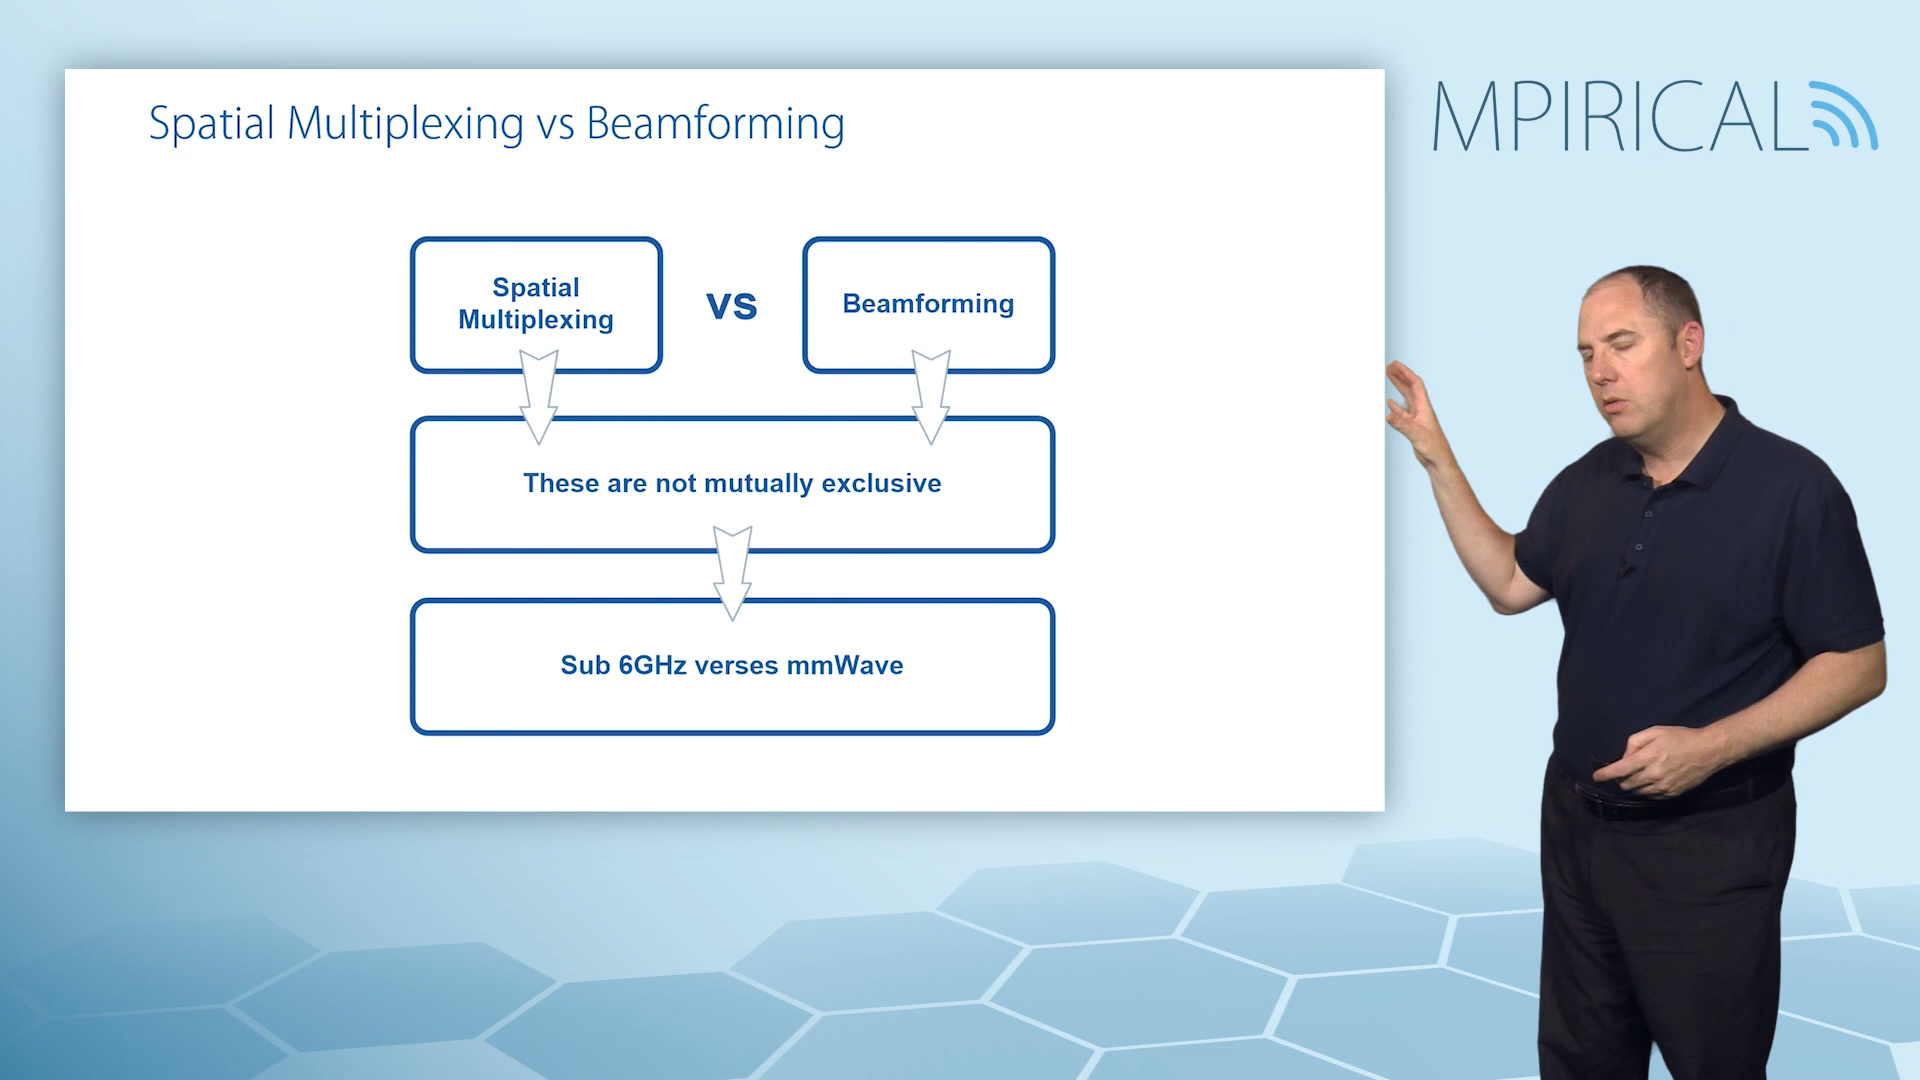 Spatial Multiplexing vs Beamforming
MPIRICAL
Spatial
Multiplexing
vs
Beamforming
These are not mutually exclusive
Sub 6GHz verses mmWave